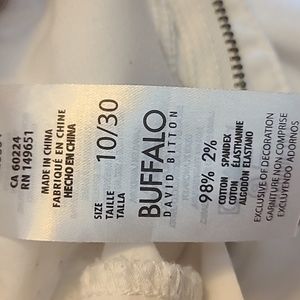 CA 60224
RN 149651
MADE IN CHINA
FABRIQUÉ EN CHINE
HECHO EN CHINA
SIZE
TAILLE
TALLA
10/30
BUFFALO
DAVID BITTON
98% 2%
COTTON SPANDEX
COTON ÉLASTHANNE
ALGODÓN ELASTANO
EXCLUSIVE OF DECORATION
GARNITURE NON COMPRISE
EXCLUYENDO ADORNOS